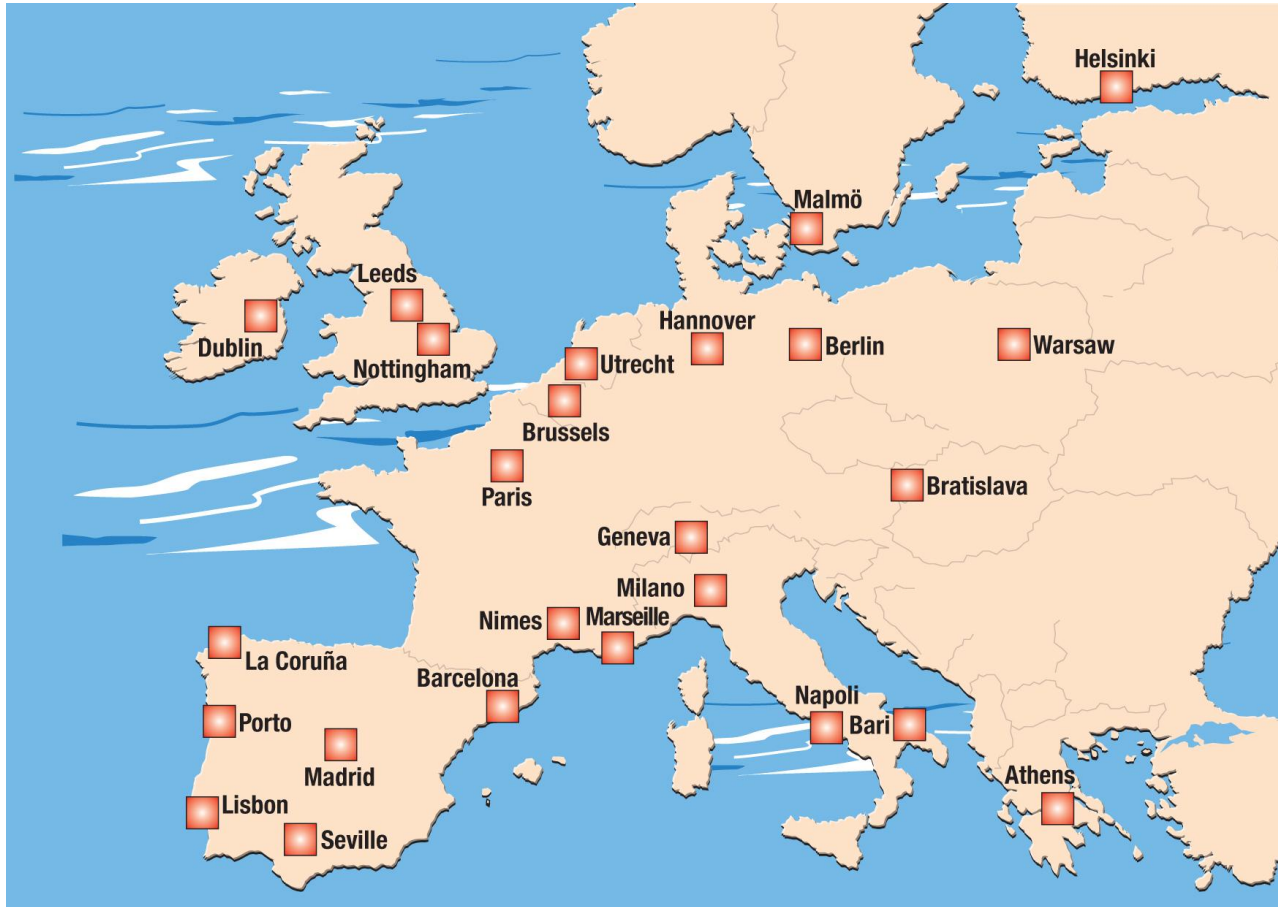 Helsinki
Malmö
Leeds
Dublin
Nottingham
Hannover
Utrecht
Berlin
Warsaw
Brussels
Paris
Bratislava
Geneva
Milano
Nimes
Marseille
La Coruña
Barcelona
Porto
Napoli
Bari
Madrid
Athens
Lisbon
Seville